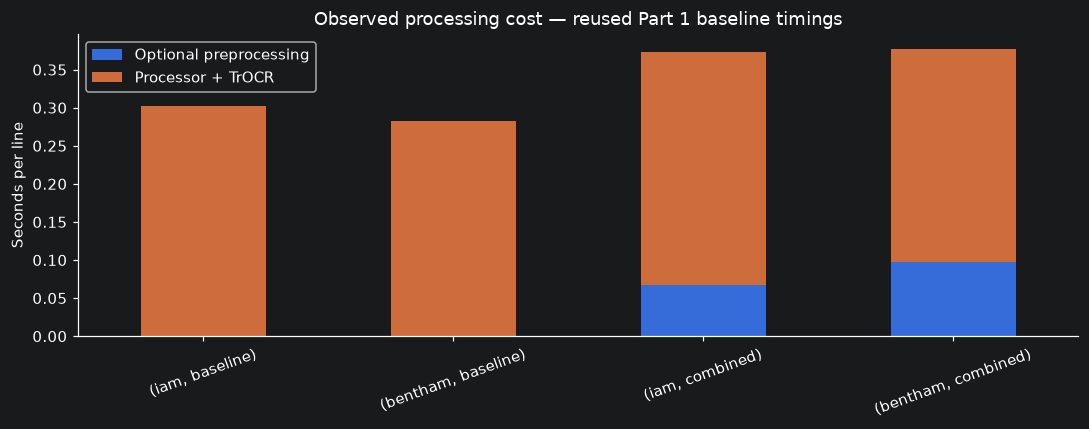 Observed processing cost — reused Part 1 baseline timings
Optional preprocessing
Processor + TrOCR
Seconds per line
0.35
0.30
0.25
0.20
0.15
0.10
0.05
0.00
(iam, baseline)
(bentham, baseline)
(iam, combined)
(bentham, combined)